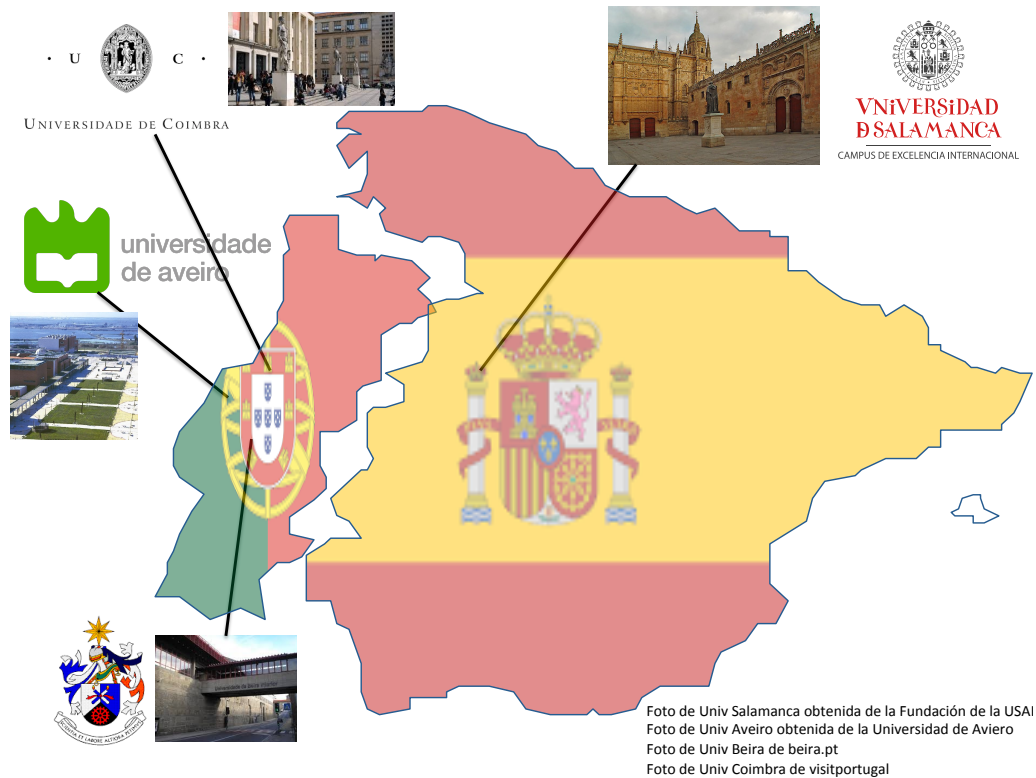 · U C ·
UNIVERSIDADE DE COIMBRA
VNiVERSiDAD
Ð SALAMANCA
CAMPUS DE EXCELENCIA INTERNACIONAL
universidade
de aveiro
Foto de Univ Salamanca obtenida de la Fundación de la USAL
Foto de Univ Aveiro obtenida de la Universidad de Aviero
Foto de Univ Beira de beira.pt
Foto de Univ Coimbra de visitportugal